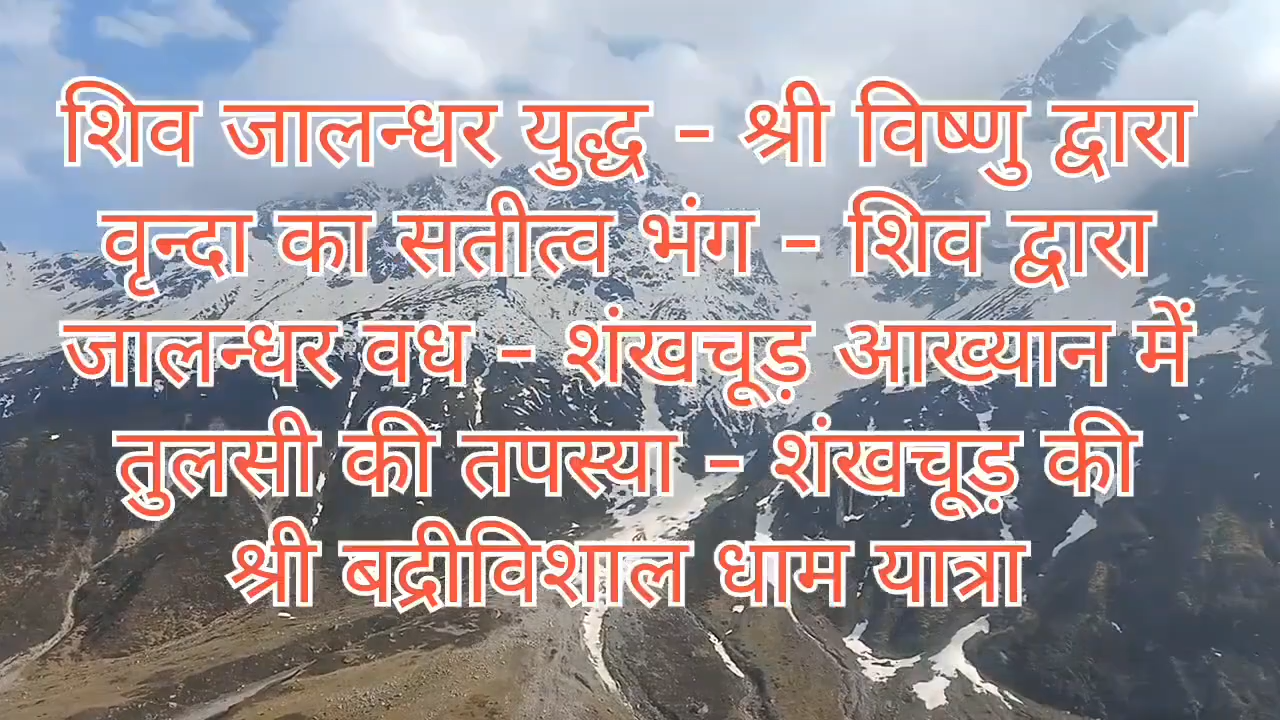 शिव जालन्धर युद्ध - श्री विष्णु द्वारा
वृन्दा का सतीत्व भंग - शिव द्वारा
जालन्धर वध - शंखचूड़ आख्यान में
तुलसी की तपस्या - शंखचूड़ की
श्री बद्रीविशाल धाम यात्रा